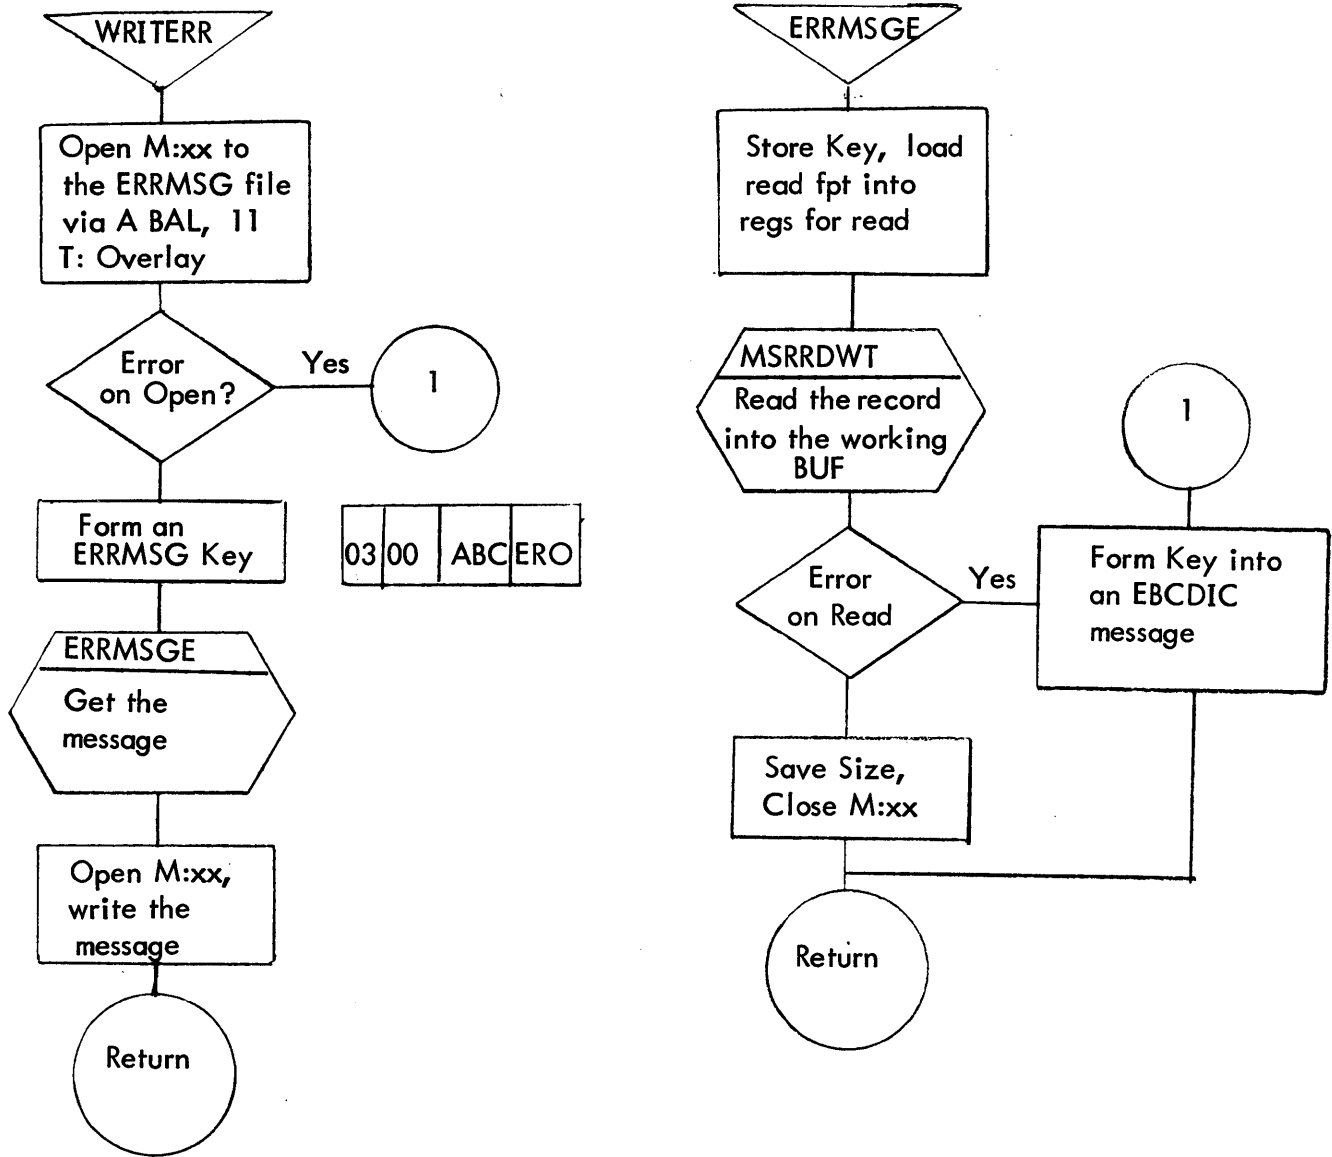 WRITERR
Open M:xx to
the ERRMSG file
via A BAL, 11
T: Overlay
Error
on Open?
Yes
1
Form an
ERRMSG Key
03 00 ABC ERO
ERRMSGE
Get the
message
Open M:xx,
write the
message
Return
ERRMSGE
Store Key, load
read fpt into
regs for read
MSRRDWT
Read the record
into the working
BUF
Error
on Read
Yes
1
Form Key into
an EBCDIC
message
Save Size,
Close M:xx
Return